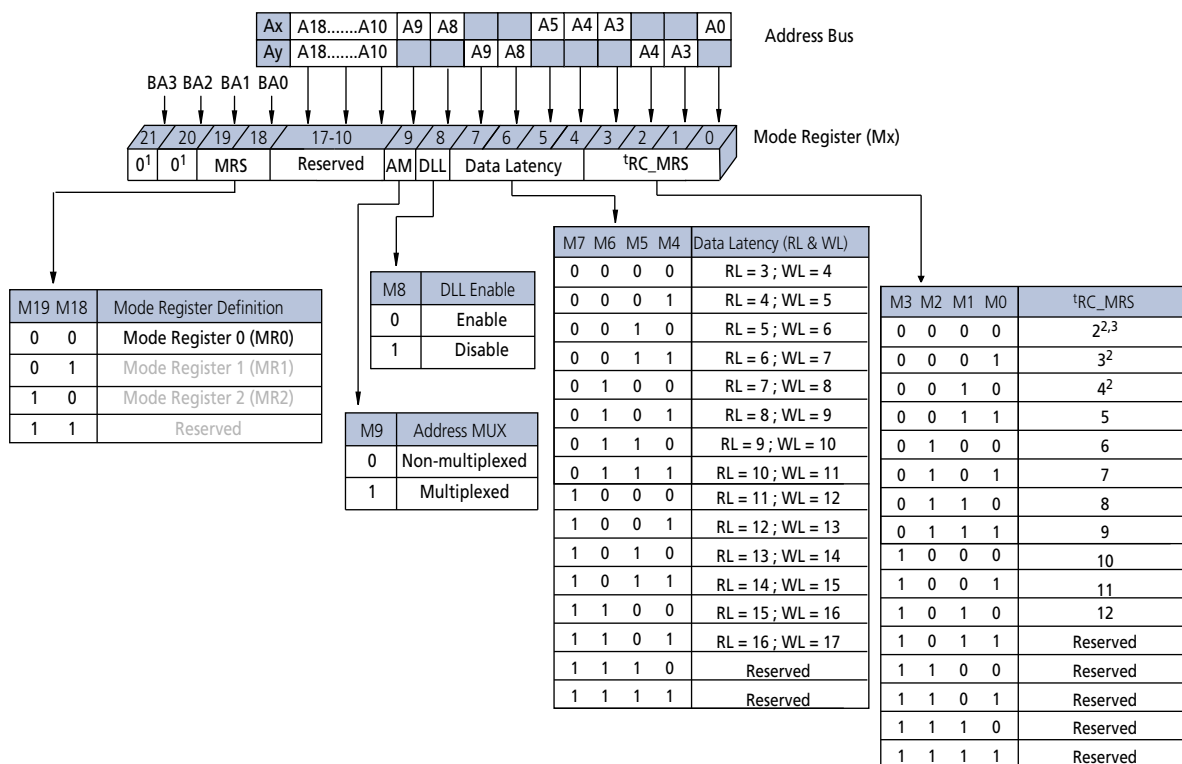 Ax A18.......A10 A9 A8 A5 A4 A3 A0
Address Bus
Ay A18.......A10 A9 A8 A4 A3
BA3 BA2 BA1 BA0
21 20 19 18 17-10 9 8 7 6 5 4 3 2 1 0
Mode Register (Mx)
0¹ 0¹ MRS Reserved AM DLL Data Latency tRC_MRS
M19 M18 Mode Register Definition
0 0 Mode Register 0 (MR0)
0 1 Mode Register 1 (MR1)
1 0 Mode Register 2 (MR2)
1 1 Reserved
M8 DLL Enable
0 Enable
1 Disable
M9 Address MUX
0 Non-multiplexed
1 Multiplexed
M7 M6 M5 M4 Data Latency (RL & WL)
0 0 0 0 RL = 3 ; WL = 4
0 0 0 1 RL = 4 ; WL = 5
0 0 1 0 RL = 5 ; WL = 6
0 0 1 1 RL = 6 ; WL = 7
0 1 0 0 RL = 7 ; WL = 8
0 1 0 1 RL = 8 ; WL = 9
0 1 1 0 RL = 9 ; WL = 10
0 1 1 1 RL = 10 ; WL = 11
1 0 0 0 RL = 11 ; WL = 12
1 0 0 1 RL = 12 ; WL = 13
1 0 1 0 RL = 13 ; WL = 14
1 0 1 1 RL = 14 ; WL = 15
1 1 0 0 RL = 15 ; WL = 16
1 1 0 1 RL = 16 ; WL = 17
1 1 1 0 Reserved
1 1 1 1 Reserved
M3 M2 M1 M0 tRC_MRS
0 0 0 0 2²,³
0 0 0 1 3²
0 0 1 0 4²
0 0 1 1 5
0 1 0 0 6
0 1 0 1 7
0 1 1 0 8
0 1 1 1 9
1 0 0 0 10
1 0 0 1 11
1 0 1 0 12
1 0 1 1 Reserved
1 1 0 0 Reserved
1 1 0 1 Reserved
1 1 1 0 Reserved
1 1 1 1 Reserved